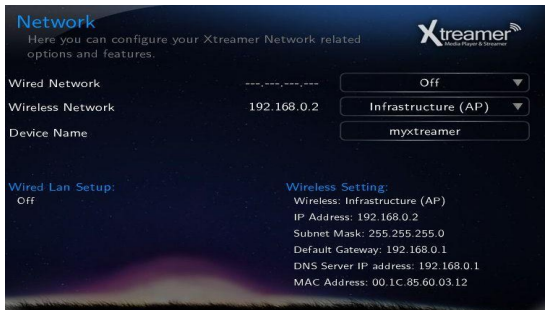 Network
Here you can configure your Xtreamer Network related
options and features.
Xtreamer
Media Player & Streamer
Wired Network ---.---.---.--- Off
Wireless Network 192.168.0.2 Infrastructure (AP)
Device Name myxtreamer
Wired Lan Setup:
Off
Wireless Setting:
Wireless: Infrastructure (AP)
IP Address: 192.168.0.2
Subnet Mask: 255.255.255.0
Default Gateway: 192.168.0.1
DNS Server IP address: 192.168.0.1
MAC Address: 00.1C.85.60.03.12